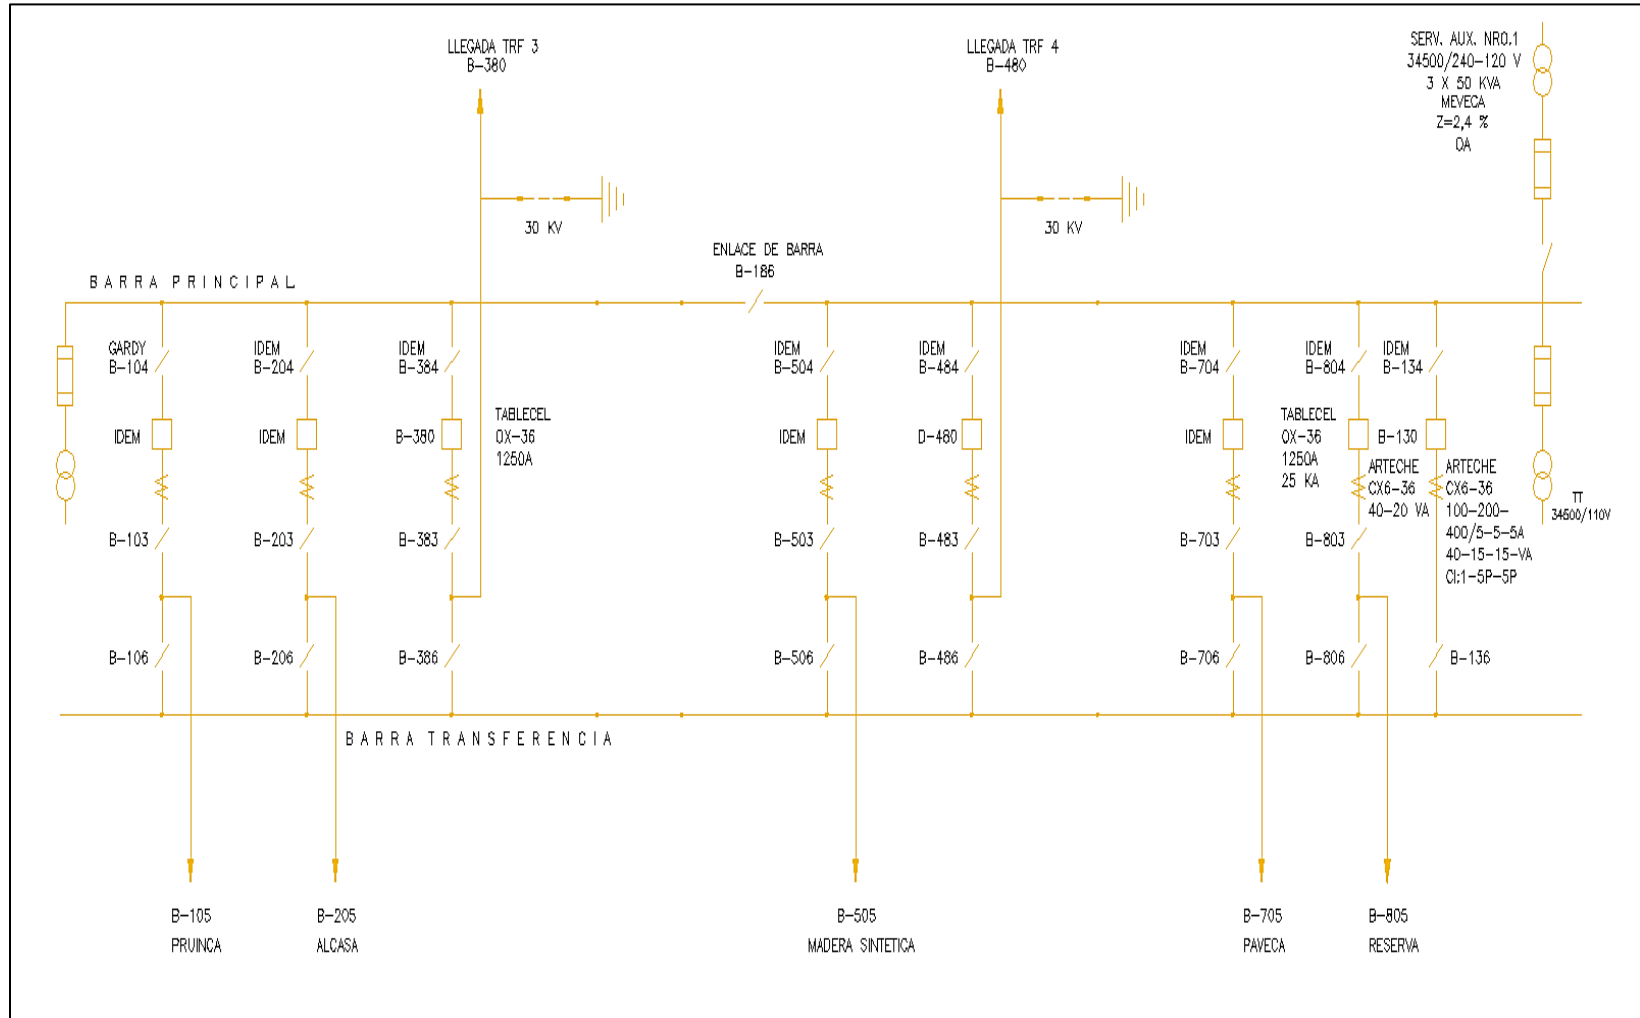 LLEGADA TRF 3
B-380
LLEGADA TRF 4
B-480
SERV. AUX. NRO.1
34500/240-120 V
3 X 50 KVA
MEVECA
Z=2,4 %
OA
30 KV
30 KV
ENLACE DE BARRA
B-186
BARRA PRINCIPAL
GARDY
B-104
IDEM
B-204
IDEM
B-384
IDEM
B-504
IDEM
B-484
IDEM
B-704
IDEM
B-804
IDEM
B-134
IDEM
IDEM
B-380
TABLECEL
OX-36
1250A
IDEM
D-480
IDEM
TABLECEL
OX-36
1250A
25 KA
B-130
ARTECHE
CX6-36
40-20 VA
ARTECHE
CX6-36
100-200-
400/5-5-5A
40-15-15-VA
Cl:1-5P-5P
TT
34500/110V
B-103
B-203
B-383
B-503
B-483
B-703
B-803
B-106
B-206
B-386
B-506
B-486
B-706
B-806
B-136
BARRA TRANSFERENCIA
B-105
PRUINCA
B-205
ALCASA
B-505
MADERA SINTETICA
B-705
PAVECA
B-805
RESERVA